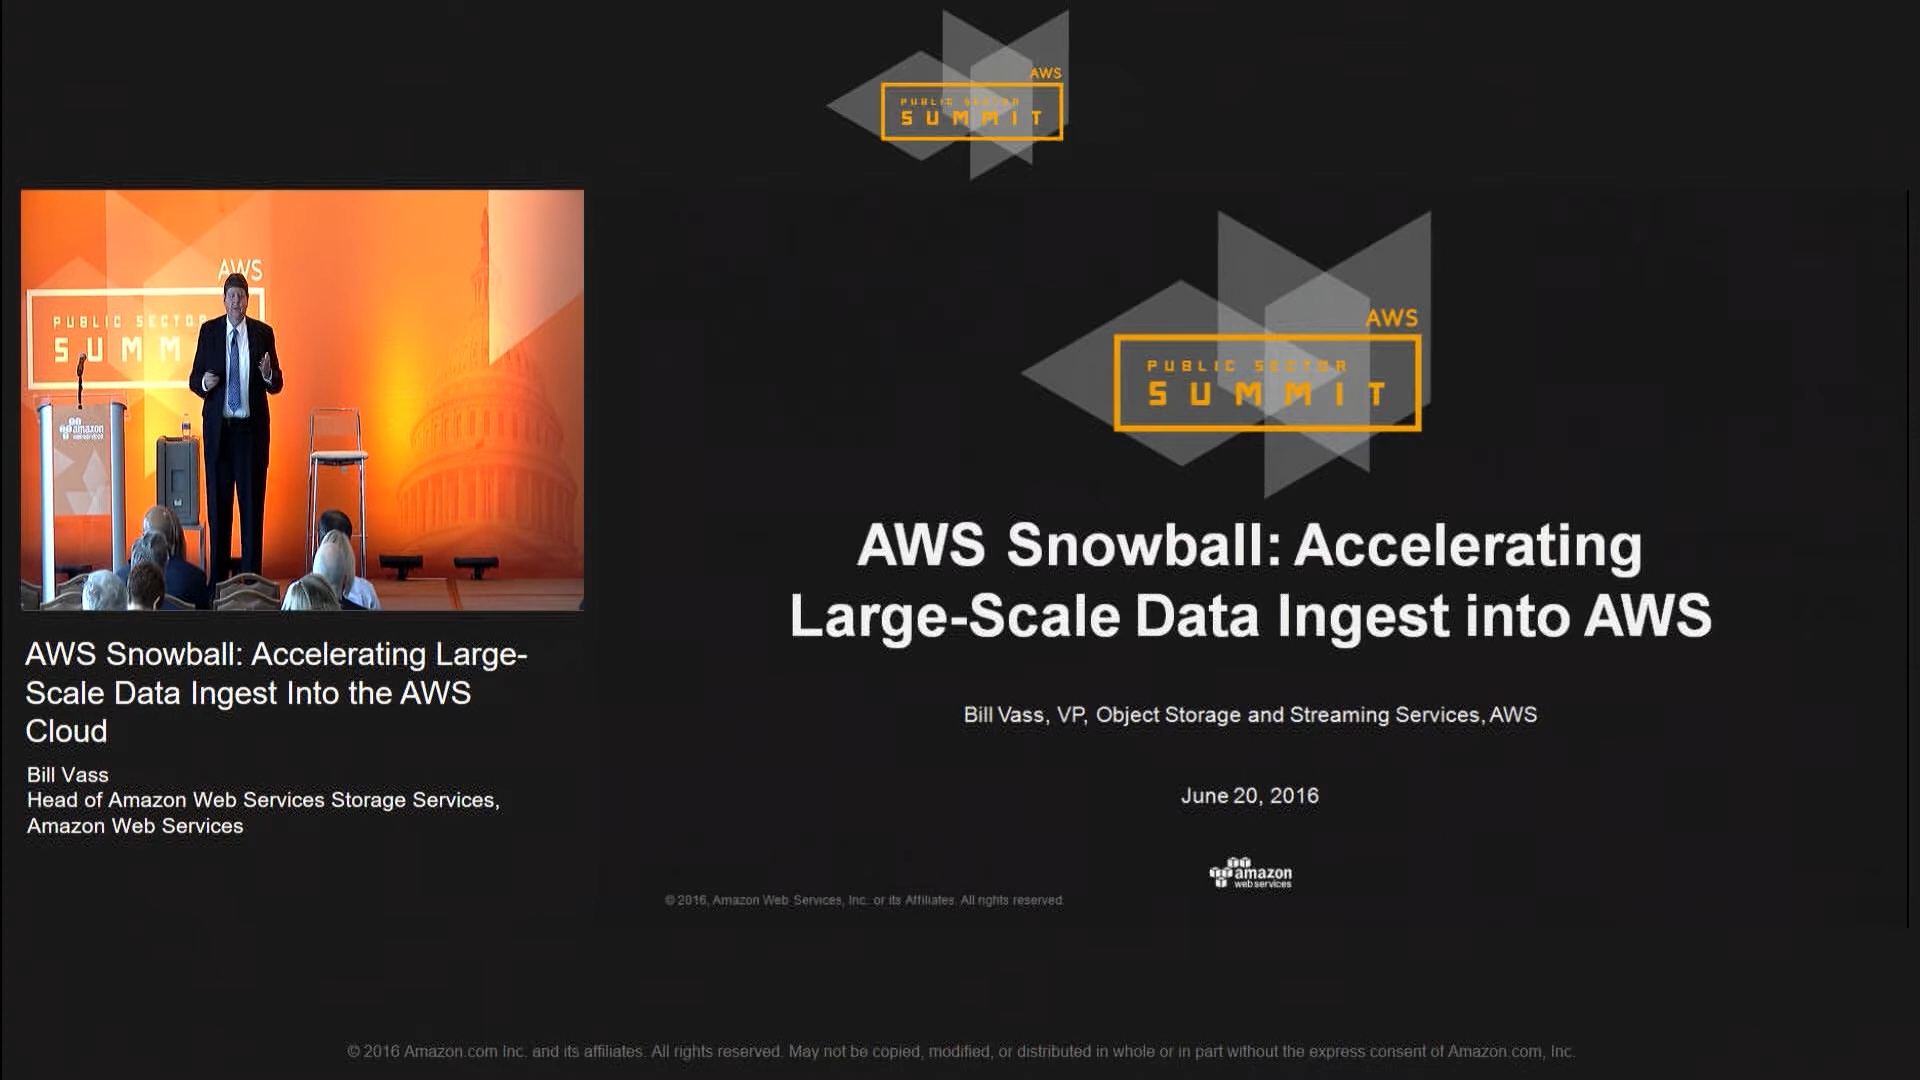 AWS
PUBLIC SECTOR
SUMMIT
AWS
PUBLIC SECTOR
SUMM
amazon
web services
AWS Snowball: Accelerating Large-
Scale Data Ingest Into the AWS
Cloud
Bill Vass
Head of Amazon Web Services Storage Services,
Amazon Web Services
AWS
PUBLIC SECTOR
SUMMIT
AWS Snowball: Accelerating
Large-Scale Data Ingest into AWS
Bill Vass, VP, Object Storage and Streaming Services, AWS
June 20, 2016
amazon
web services
© 2016, Amazon Web Services, Inc. or its Affiliates. All rights reserved.
© 2016 Amazon.com Inc. and its affiliates. All rights reserved. May not be copied, modified, or distributed in whole or in part without the express consent of Amazon.com, Inc.